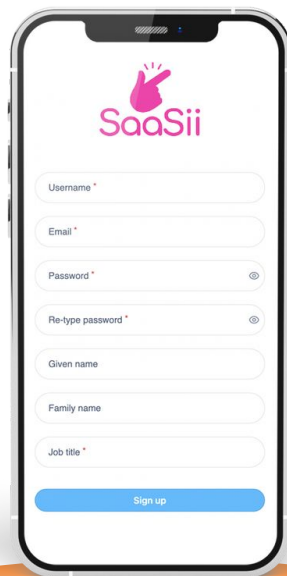 SaaSii
Username *
Email *
Password *
Re-type password *
Given name
Family name
Job title *
Sign up